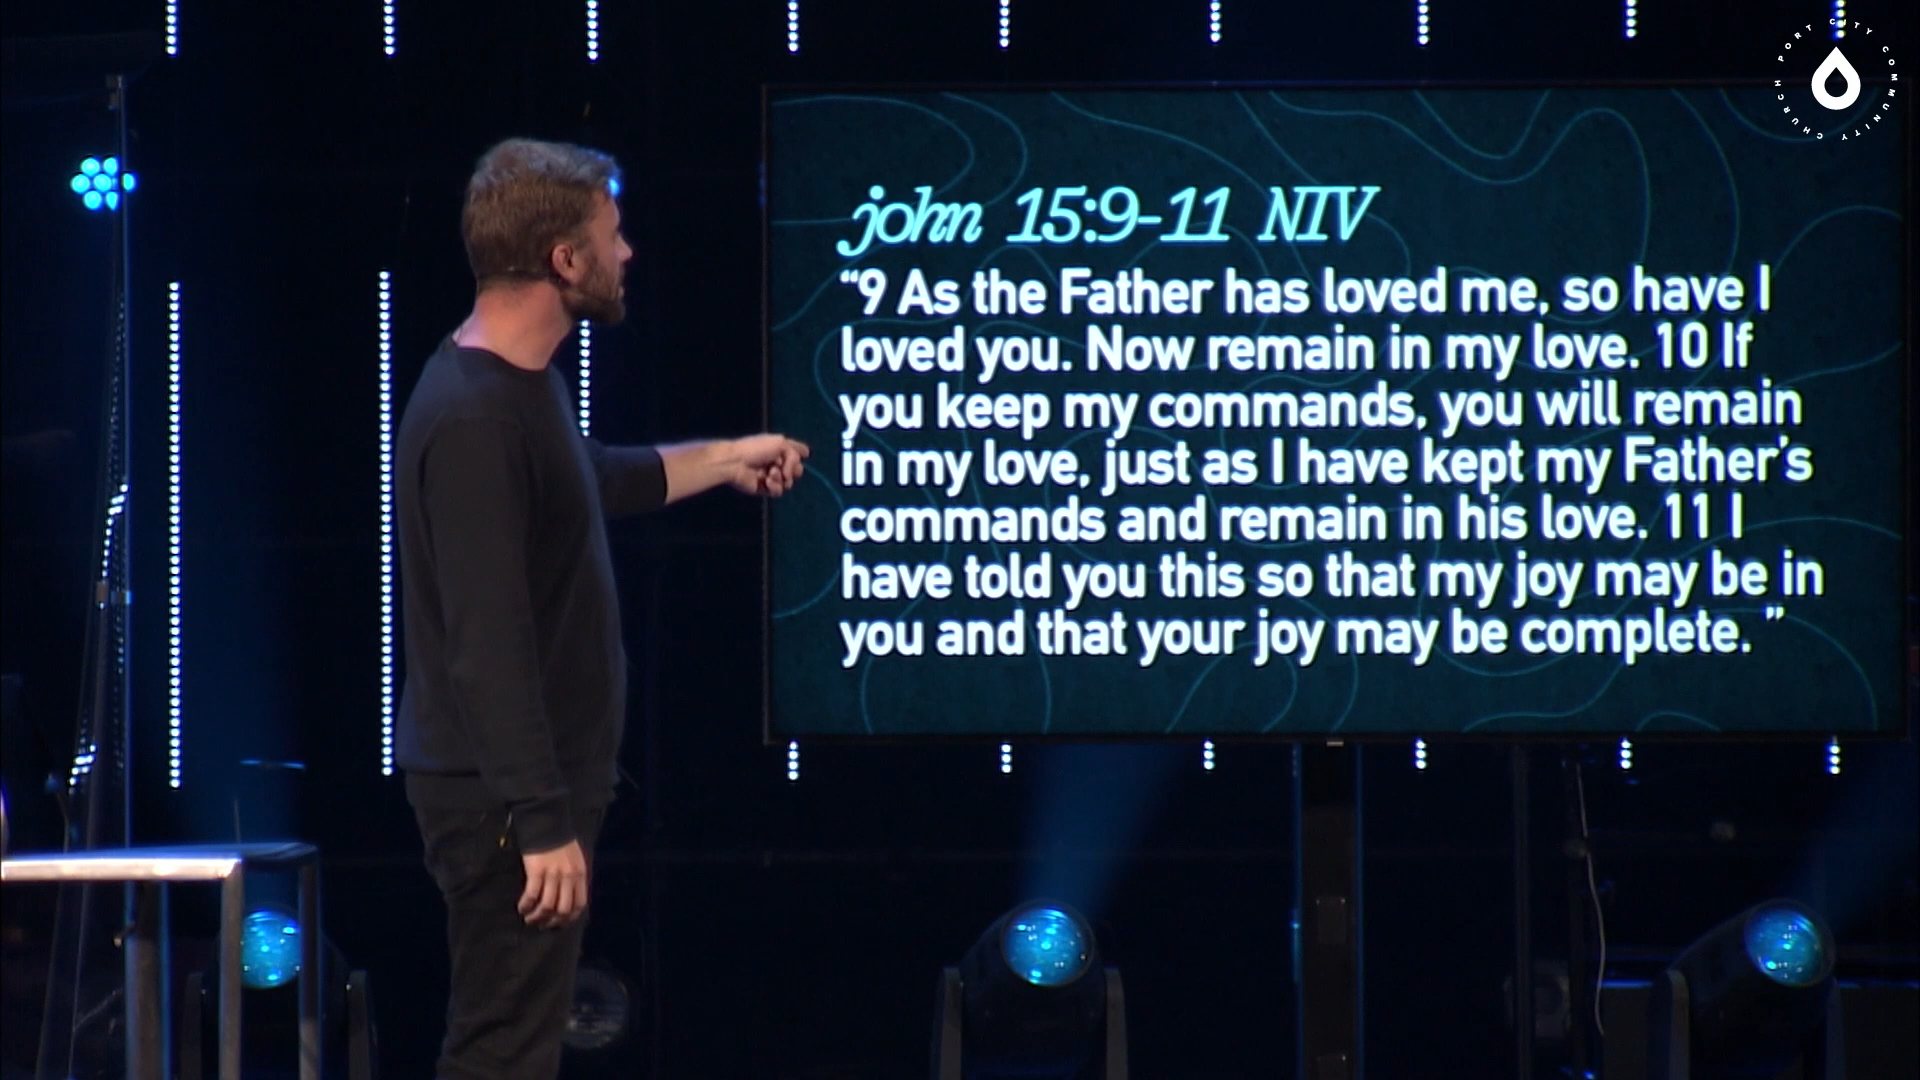 PORT CITY COMMUNITY CHURCH
john 15:9-11 NIV
“9 As the Father has loved me, so have I
loved you. Now remain in my love. 10 If
you keep my commands, you will remain
in my love, just as I have kept my Father’s
commands and remain in his love. 11 I
have told you this so that my joy may be in
you and that your joy may be complete. ”